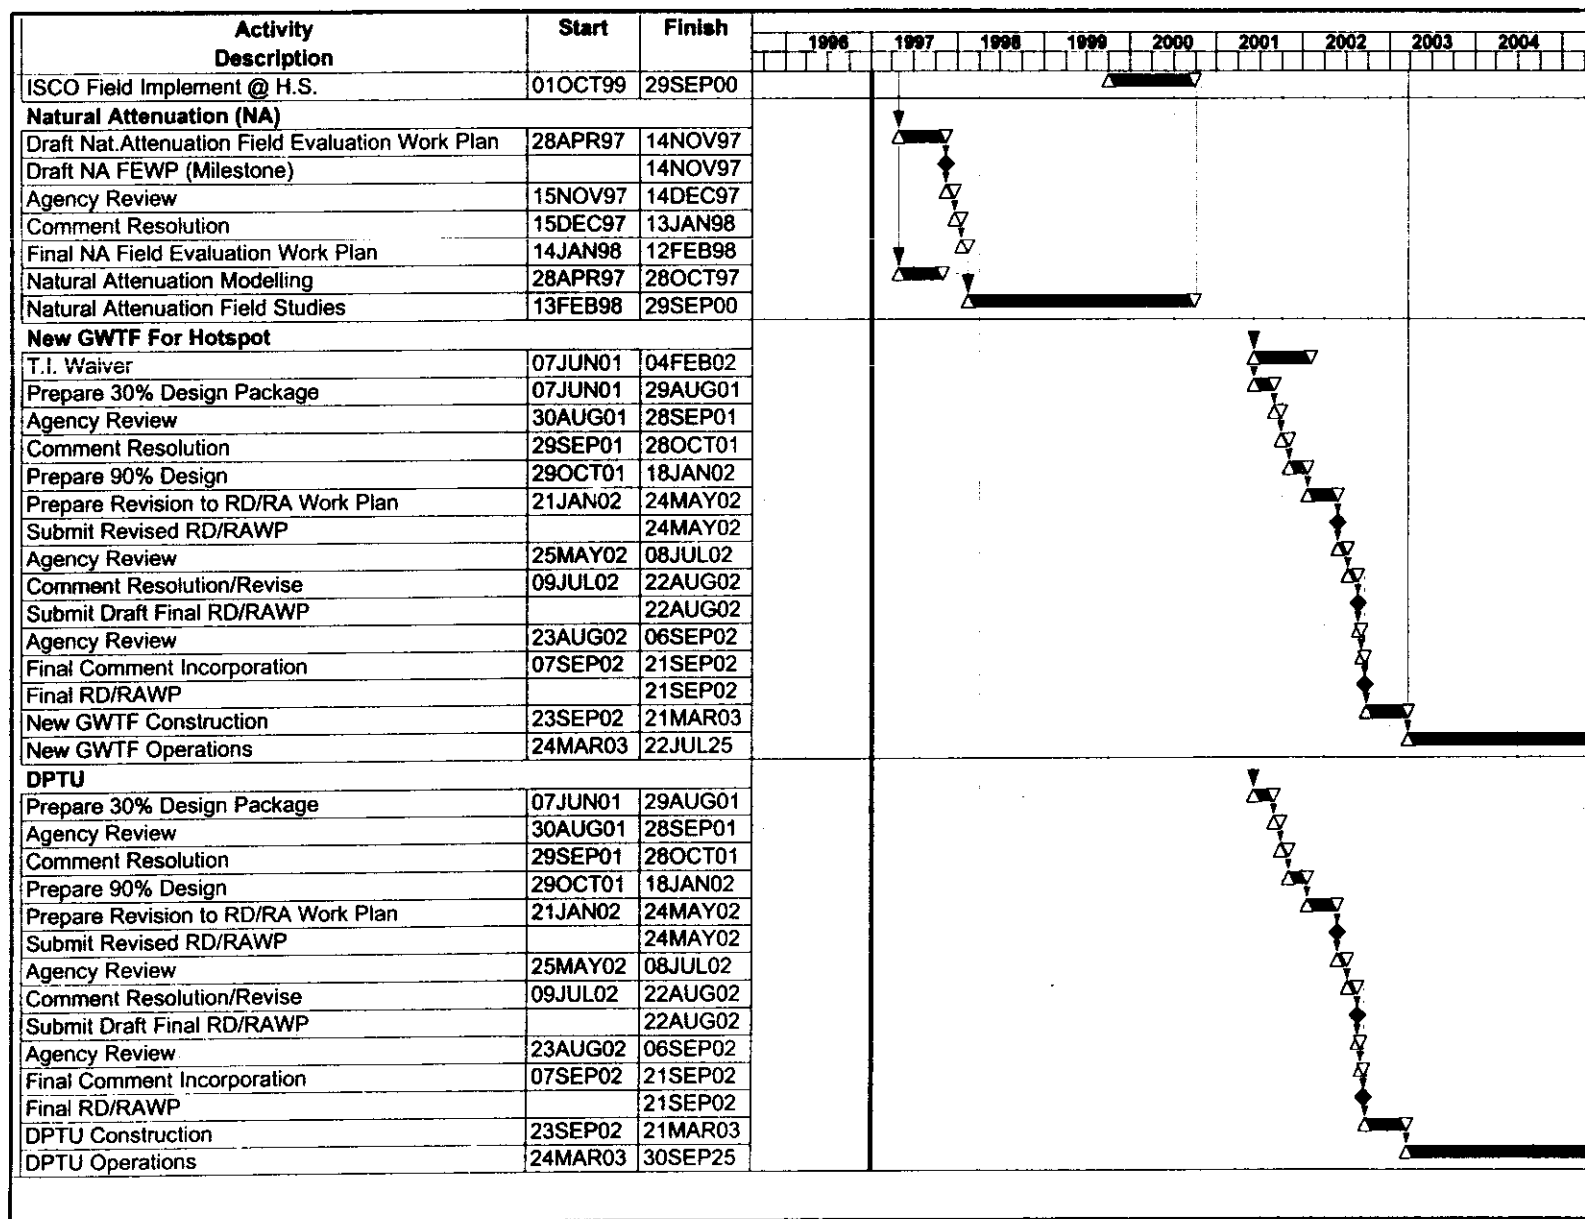 Activity Description Start Finish 1996 1997 1998 1999 2000 2001 2002 2003 2004
ISCO Field Implement @ H.S. 01OCT99 29SEP00
Natural Attenuation (NA)
Draft Nat.Attenuation Field Evaluation Work Plan 28APR97 14NOV97
Draft NA FEWP (Milestone) 14NOV97
Agency Review 15NOV97 14DEC97
Comment Resolution 15DEC97 13JAN98
Final NA Field Evaluation Work Plan 14JAN98 12FEB98
Natural Attenuation Modelling 28APR97 28OCT97
Natural Attenuation Field Studies 13FEB98 29SEP00
New GWTF For Hotspot
T.I. Waiver 07JUN01 04FEB02
Prepare 30% Design Package 07JUN01 29AUG01
Agency Review 30AUG01 28SEP01
Comment Resolution 29SEP01 28OCT01
Prepare 90% Design 29OCT01 18JAN02
Prepare Revision to RD/RA Work Plan 21JAN02 24MAY02
Submit Revised RD/RAWP 24MAY02
Agency Review 25MAY02 08JUL02
Comment Resolution/Revise 09JUL02 22AUG02
Submit Draft Final RD/RAWP 22AUG02
Agency Review 23AUG02 06SEP02
Final Comment Incorporation 07SEP02 21SEP02
Final RD/RAWP 21SEP02
New GWTF Construction 23SEP02 21MAR03
New GWTF Operations 24MAR03 22JUL25
DPTU
Prepare 30% Design Package 07JUN01 29AUG01
Agency Review 30AUG01 28SEP01
Comment Resolution 29SEP01 28OCT01
Prepare 90% Design 29OCT01 18JAN02
Prepare Revision to RD/RA Work Plan 21JAN02 24MAY02
Submit Revised RD/RAWP 24MAY02
Agency Review 25MAY02 08JUL02
Comment Resolution/Revise 09JUL02 22AUG02
Submit Draft Final RD/RAWP 22AUG02
Agency Review 23AUG02 06SEP02
Final Comment Incorporation 07SEP02 21SEP02
Final RD/RAWP 21SEP02
DPTU Construction 23SEP02 21MAR03
DPTU Operations 24MAR03 30SEP25